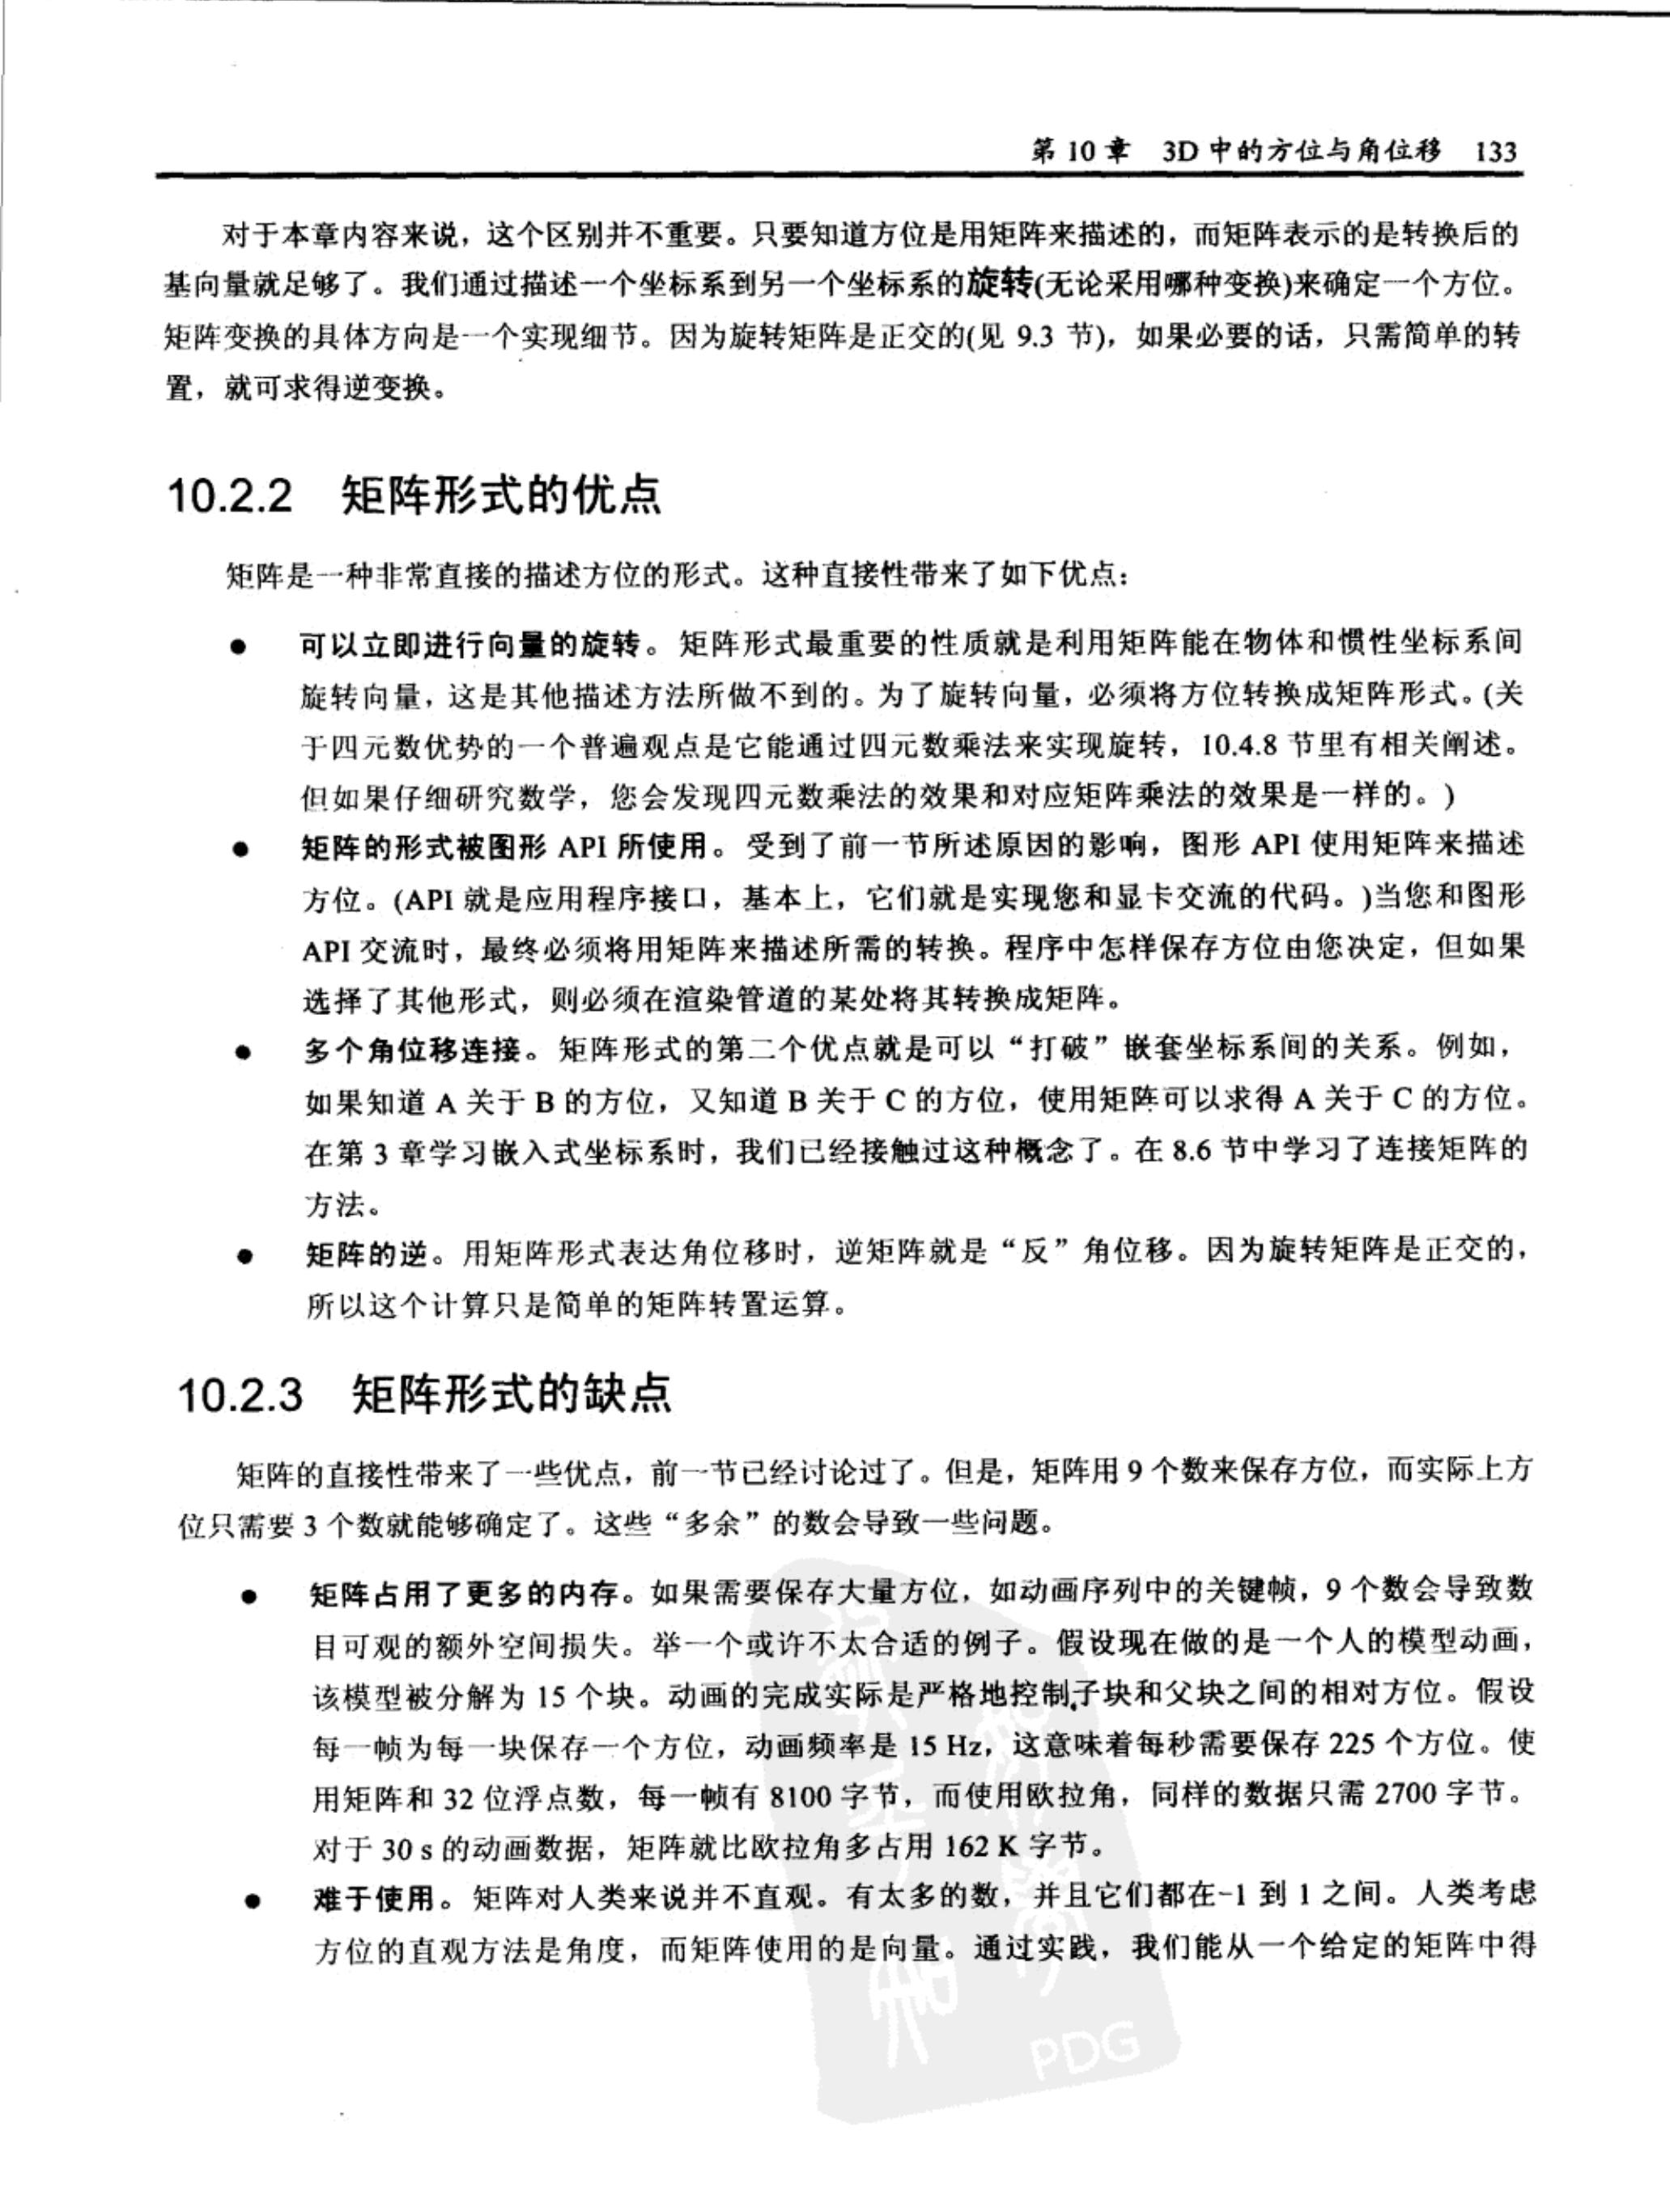 第 10 章 3D 中的方位与角位移 133
对于本章内容来说，这个区别并不重要。只要知道方位是用矩阵来描述的，而矩阵表示的是转换后的
基向量就足够了。我们通过描述一个坐标系到另一个坐标系的旋转(无论采用哪种变换)来确定一个方位。
矩阵变换的具体方向是一个实现细节。因为旋转矩阵是正交的(见 9.3 节)，如果必要的话，只需简单的转
置，就可求得逆变换。
10.2.2 矩阵形式的优点
矩阵是一种非常直接的描述方位的形式。这种直接性带来了如下优点：
● 可以立即进行向量的旋转。矩阵形式最重要的性质就是利用矩阵能在物体和惯性坐标系间
旋转向量，这是其他描述方法所做不到的。为了旋转向量，必须将方位转换成矩阵形式。(关
于四元数优势的一个普遍观点是它能通过四元数乘法来实现旋转，10.4.8 节里有相关阐述。
但如果仔细研究数学，您会发现四元数乘法的效果和对应矩阵乘法的效果是一样的。)
● 矩阵的形式被图形 API 所使用。受到了前一节所述原因的影响，图形 API 使用矩阵来描述
方位。(API 就是应用程序接口，基本上，它们就是实现您和显卡交流的代码。)当您和图形
API 交流时，最终必须将用矩阵来描述所需的转换。程序中怎样保存方位由您决定，但如果
选择了其他形式，则必须在渲染管道的某处将其转换成矩阵。
● 多个角位移连接。矩阵形式的第二个优点就是可以“打破”嵌套坐标系间的关系。例如，
如果知道 A 关于 B 的方位，又知道 B 关于 C 的方位，使用矩阵可以求得 A 关于 C 的方位。
在第 3 章学习嵌入式坐标系时，我们已经接触过这种概念了。在 8.6 节中学习了连接矩阵的
方法。
● 矩阵的逆。用矩阵形式表达角位移时，逆矩阵就是“反”角位移。因为旋转矩阵是正交的，
所以这个计算只是简单的矩阵转置运算。
10.2.3 矩阵形式的缺点
矩阵的直接性带来了一些优点，前一节已经讨论过了。但是，矩阵用 9 个数来保存方位，而实际上方
位只需要 3 个数就能够确定了。这些“多余”的数会导致一些问题。
● 矩阵占用了更多的内存。如果需要保存大量方位，如动画序列中的关键帧，9 个数会导致数
目可观的额外空间损失。举一个或许不太合适的例子。假设现在做的是一个人的模型动画，
该模型被分解为 15 个块。动画的完成实际是严格地控制子块和父块之间的相对方位。假设
每一帧为每一块保存一个方位，动画频率是 15 Hz，这意味着每秒需要保存 225 个方位。使
用矩阵和 32 位浮点数，每一帧有 8100 字节，而使用欧拉角，同样的数据只需 2700 字节。
对于 30 s 的动画数据，矩阵就比欧拉角多占用 162 K 字节。
● 难于使用。矩阵对人类来说并不直观。有太多的数，并且它们都在-1 到 1 之间。人类考虑
方位的直观方法是角度，而矩阵使用的是向量。通过实践，我们能从一个给定的矩阵中得
PDG